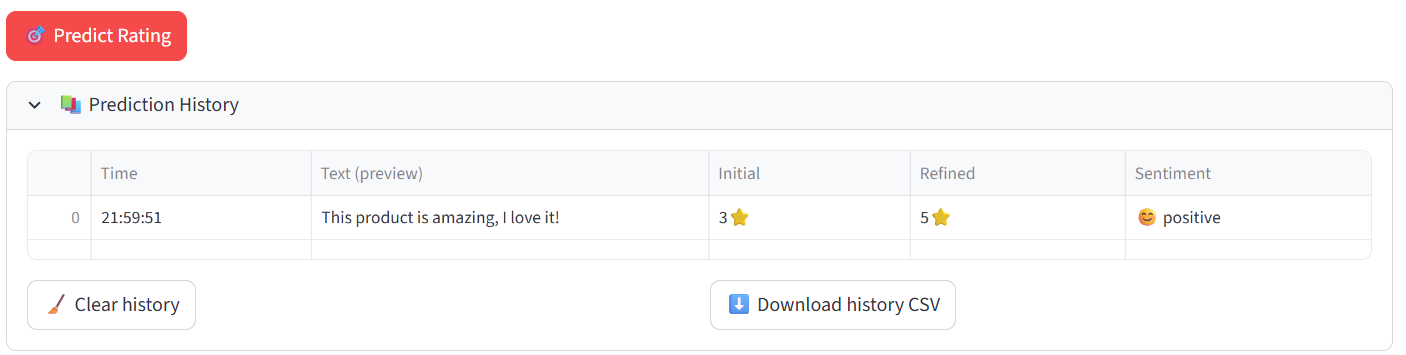 🎯 Predict Rating
📚 Prediction History
Time Text (preview) Initial Refined Sentiment
0 21:59:51 This product is amazing, I love it! 3⭐ 5⭐ 😊 positive
🧹 Clear history ⬇️ Download history CSV